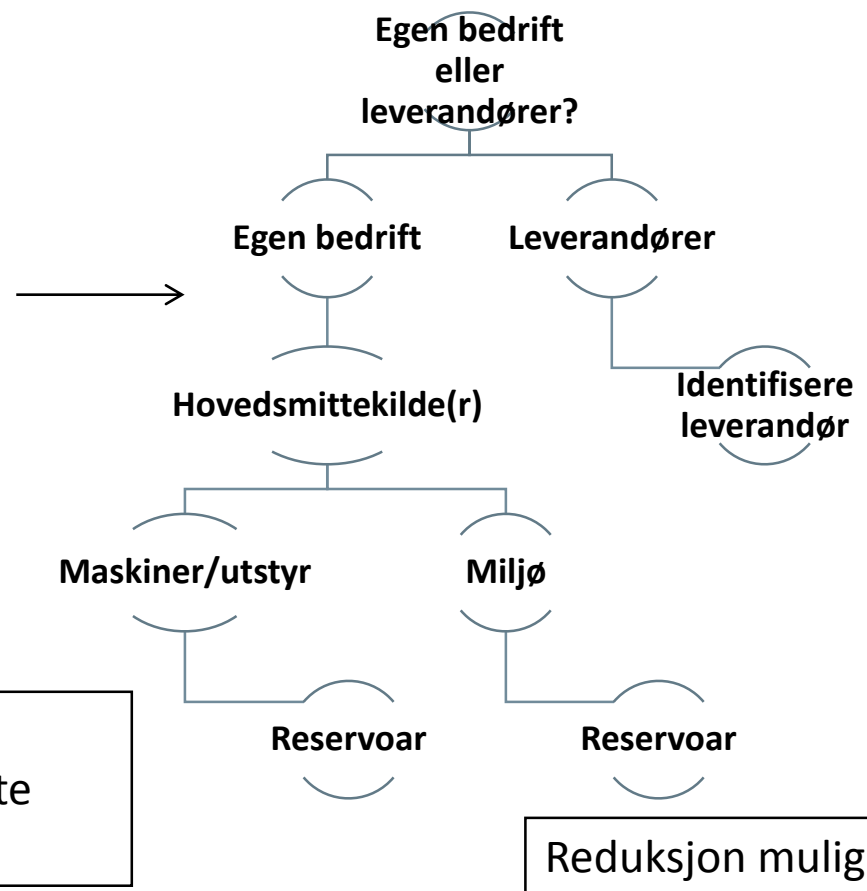 Egen bedrift
eller
leverandører?
Egen bedrift
Leverandører
Hovedsmittekilde(r)
Identifisere
leverandør
Maskiner/utstyr
Miljø
Reservoar
Reservoar
te
Reduksjon mulig